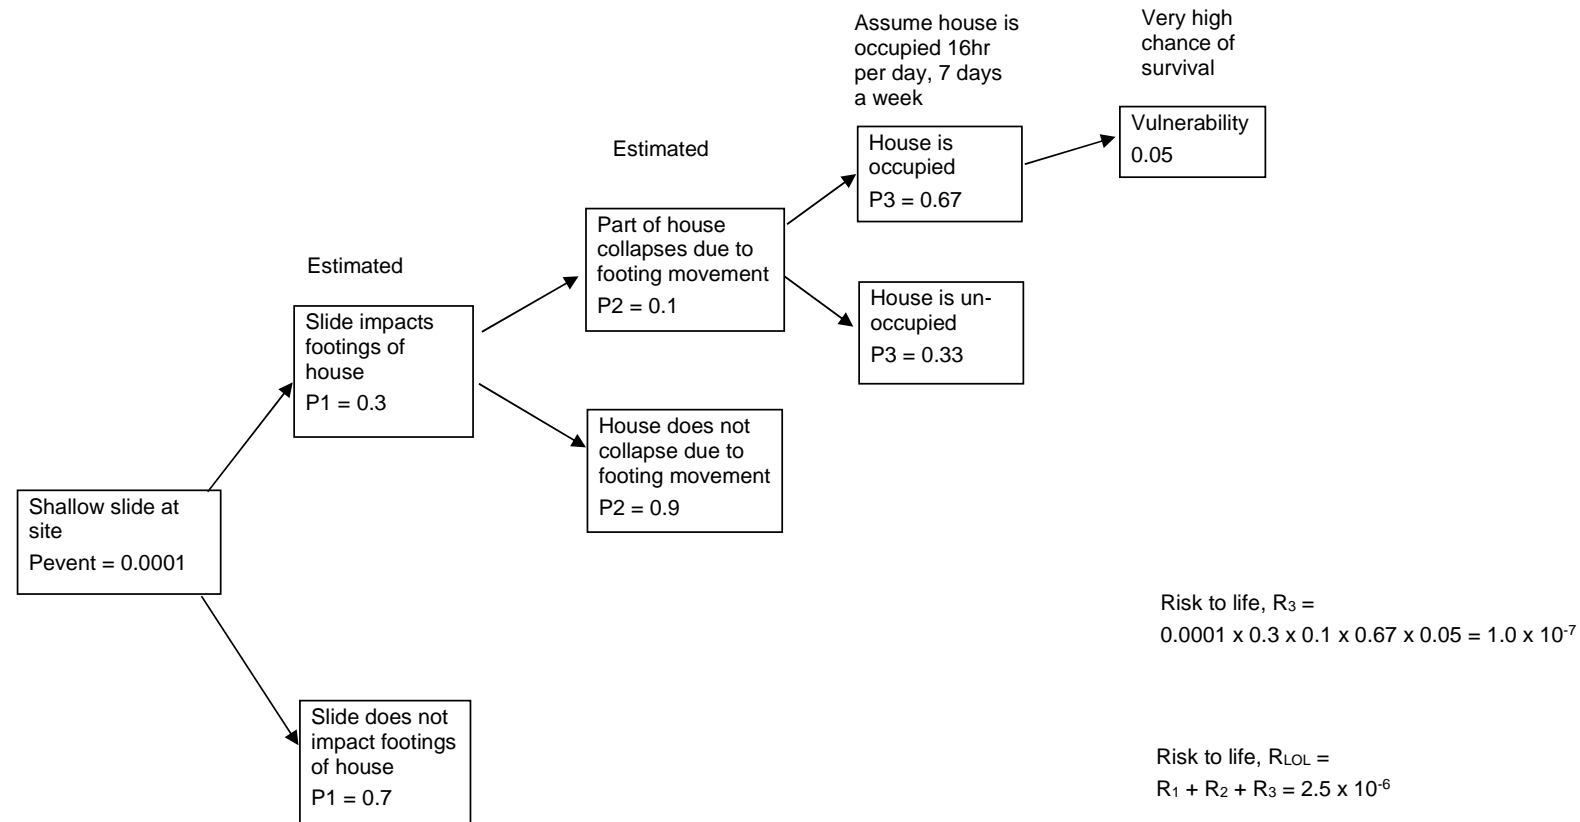 Assume house is
occupied 16hr
per day, 7 days
a week
Very high
chance of
survival
Estimated
House is
occupied
P3 = 0.67
Vulnerability
0.05
Estimated
Part of house
collapses due to
footing movement
P2 = 0.1
House is un-
occupied
P3 = 0.33
Slide impacts
footings of
house
P1 = 0.3
House does not
collapse due to
footing movement
P2 = 0.9
Shallow slide at
site
Pevent = 0.0001
Slide does not
impact footings
of house
P1 = 0.7
Risk to life, R₃ =
0.0001 x 0.3 x 0.1 x 0.67 x 0.05 = 1.0 x 10⁻⁷
Risk to life, RLOL =
R₁ + R₂ + R₃ = 2.5 x 10⁻⁶